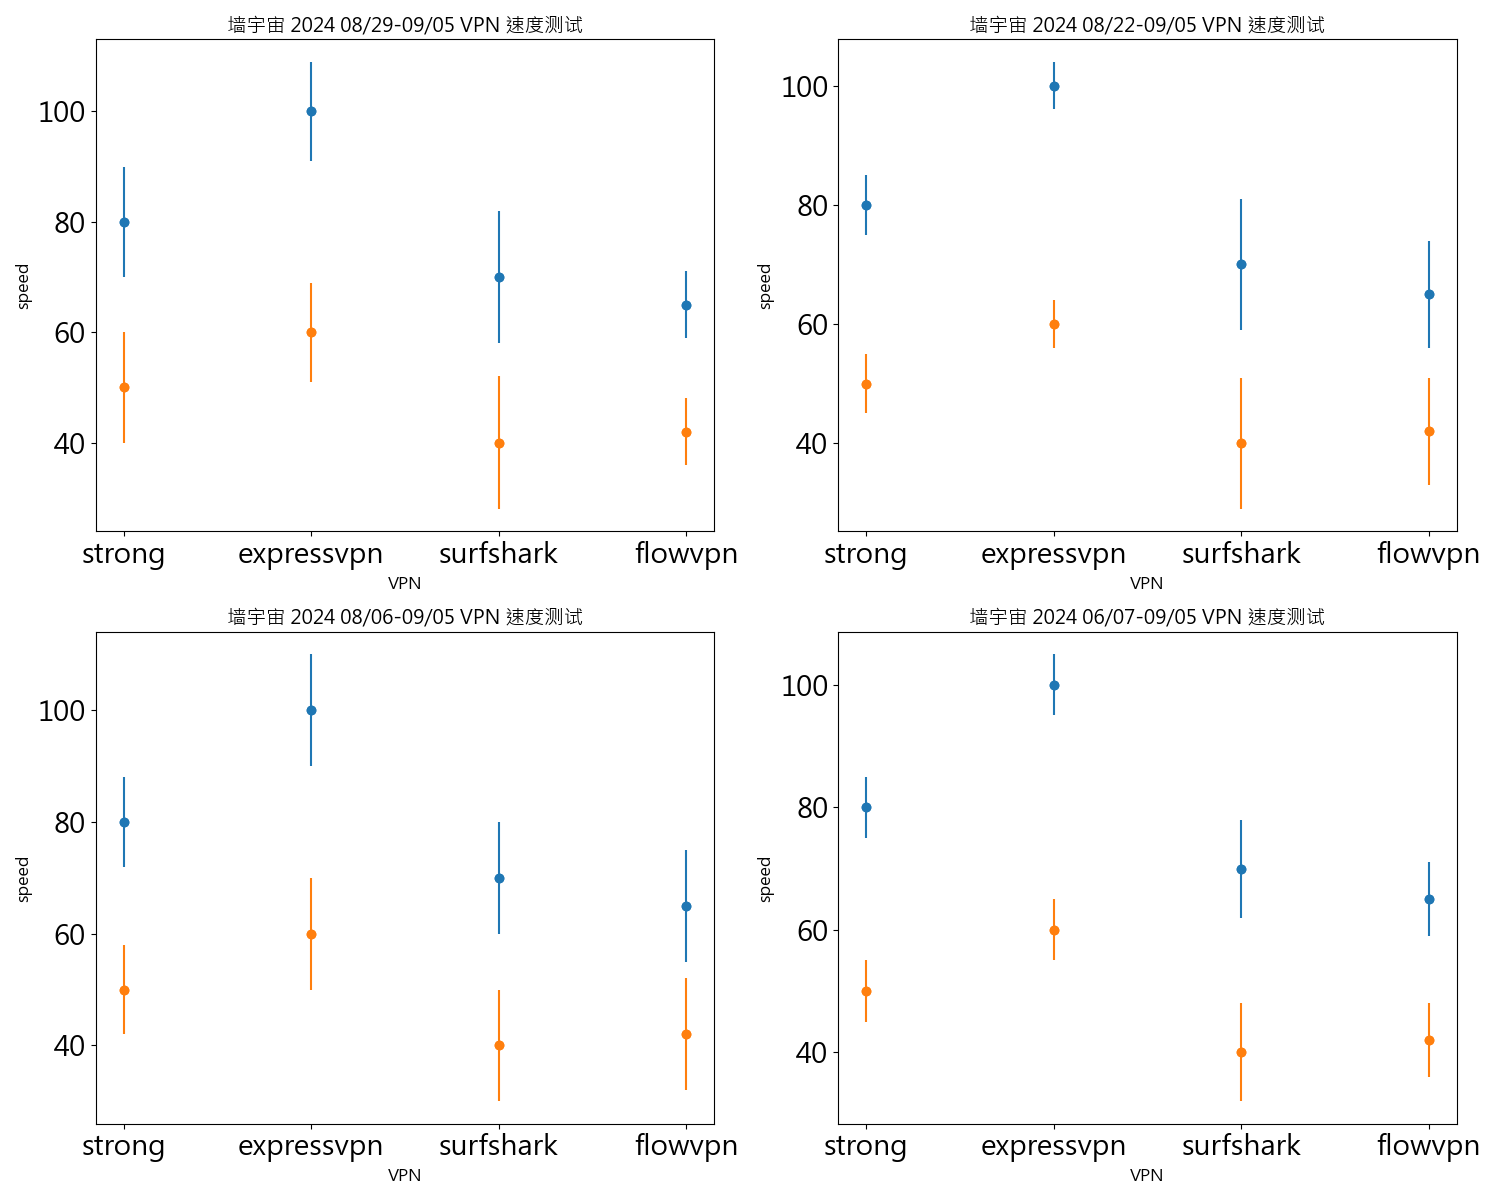 墙宇宙 2024 08/29-09/05 VPN 速度测试
100
80
60
40
speed
strong expressvpn surfshark flowvpn
VPN
墙宇宙 2024 08/22-09/05 VPN 速度测试
100
80
60
40
speed
strong expressvpn surfshark flowvpn
VPN
墙宇宙 2024 08/06-09/05 VPN 速度测试
100
80
60
40
speed
strong expressvpn surfshark flowvpn
VPN
墙宇宙 2024 06/07-09/05 VPN 速度测试
100
80
60
40
speed
strong expressvpn surfshark flowvpn
VPN